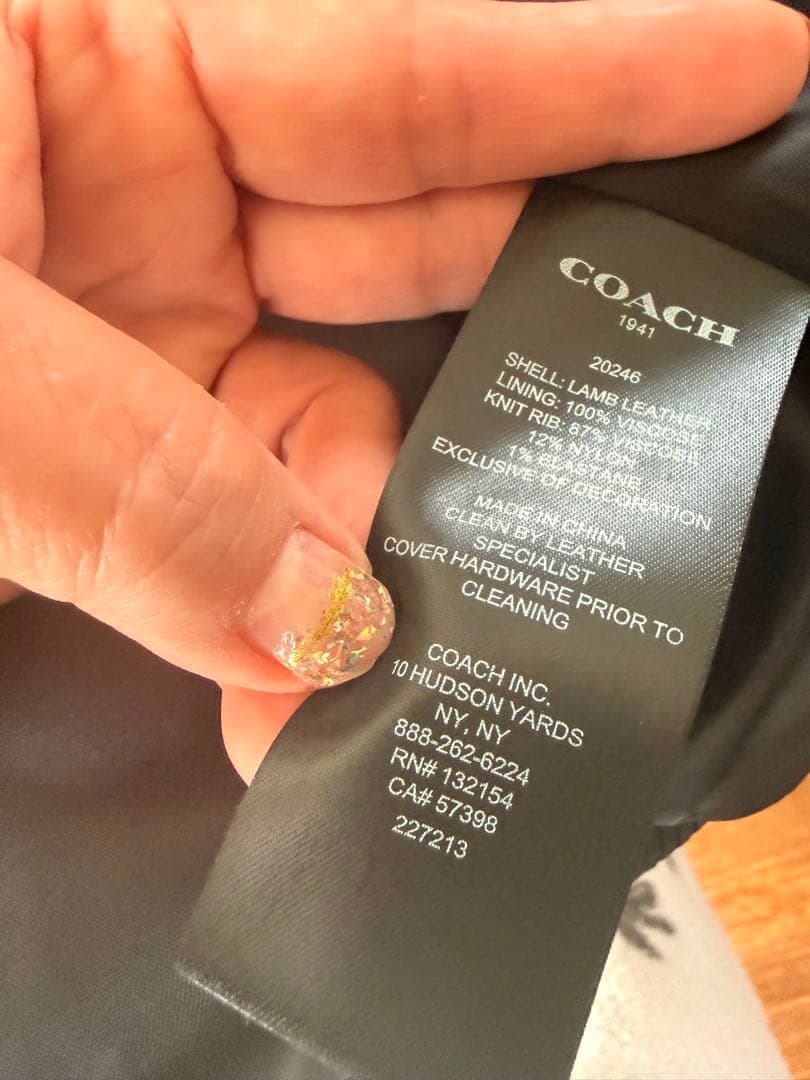 COACH
1941
20246
SHELL: LAMB LEATHER
LINING: 100% VISCOSE
KNIT RIB: 87% VISCOSE
12% NYLON
1% ELASTANE
EXCLUSIVE OF DECORATION
MADE IN CHINA
CLEAN BY LEATHER
SPECIALIST
COVER HARDWARE PRIOR TO
CLEANING
COACH INC.
10 HUDSON YARDS
NY, NY
888-262-6224
RN# 132154
CA# 57398
227213